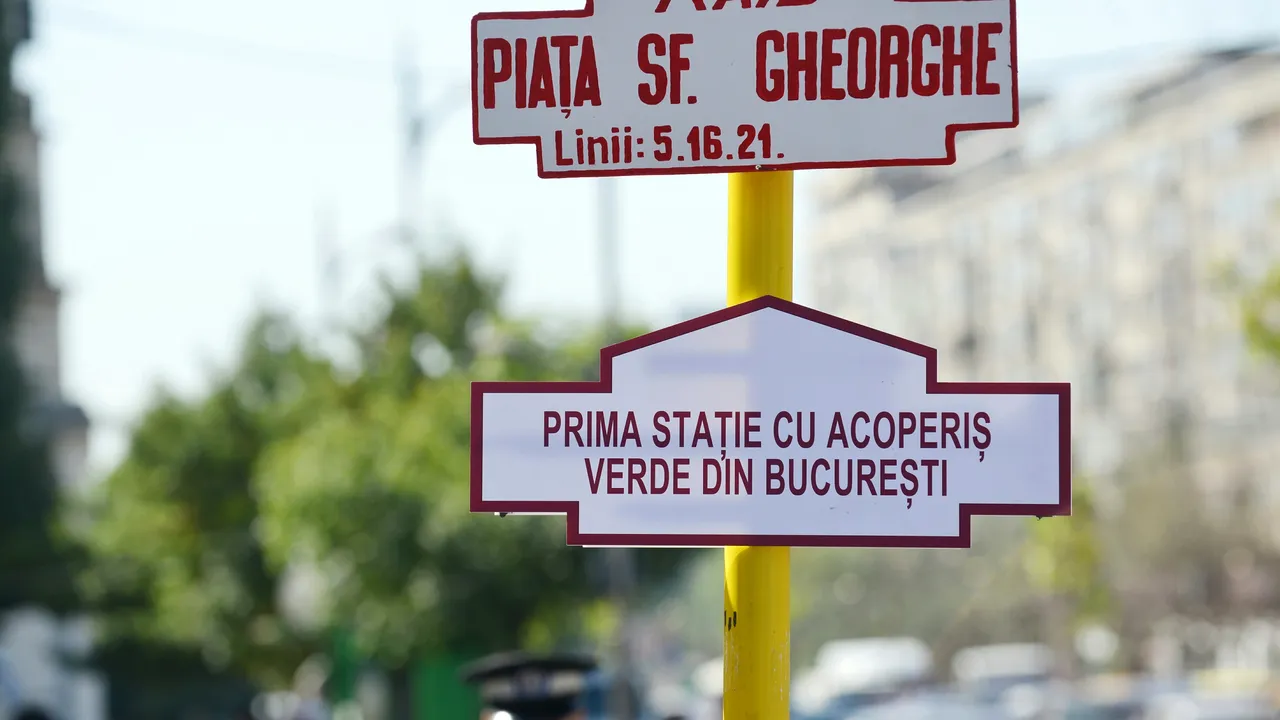 PIAȚA SF. GHEORGHE
Linii: 5.16.21.
PRIMA STAȚIE CU ACOPERIȘ
VERDE DIN BUCUREȘTI